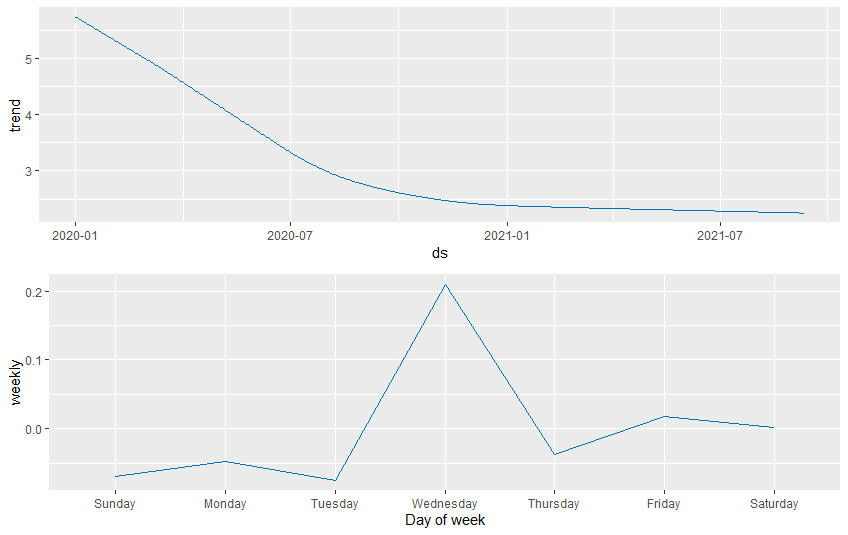 trend
5
4
3
2020-01 2020-07 2021-01 2021-07
ds
weekly
0.2
0.1
0.0
Sunday Monday Tuesday Wednesday Thursday Friday Saturday
Day of week